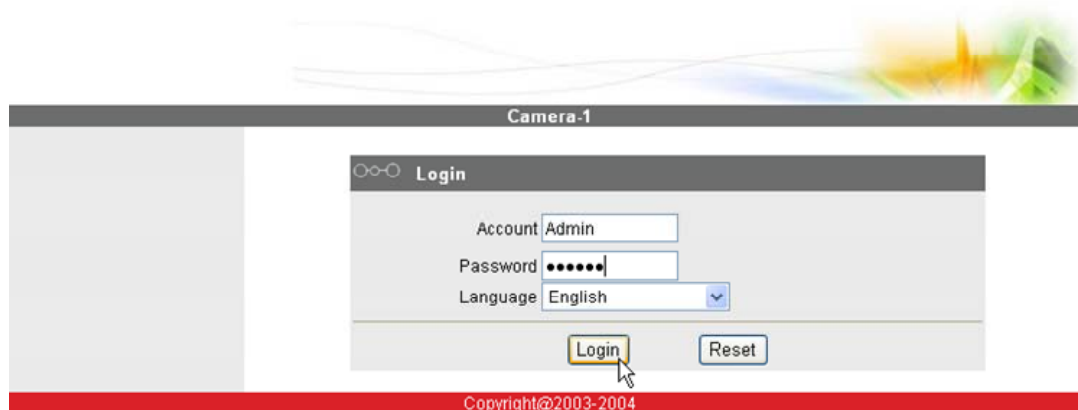 Camera-1
Login
Account Admin
Password ••••••
Language English
Login Reset
Copyright@2003-2004